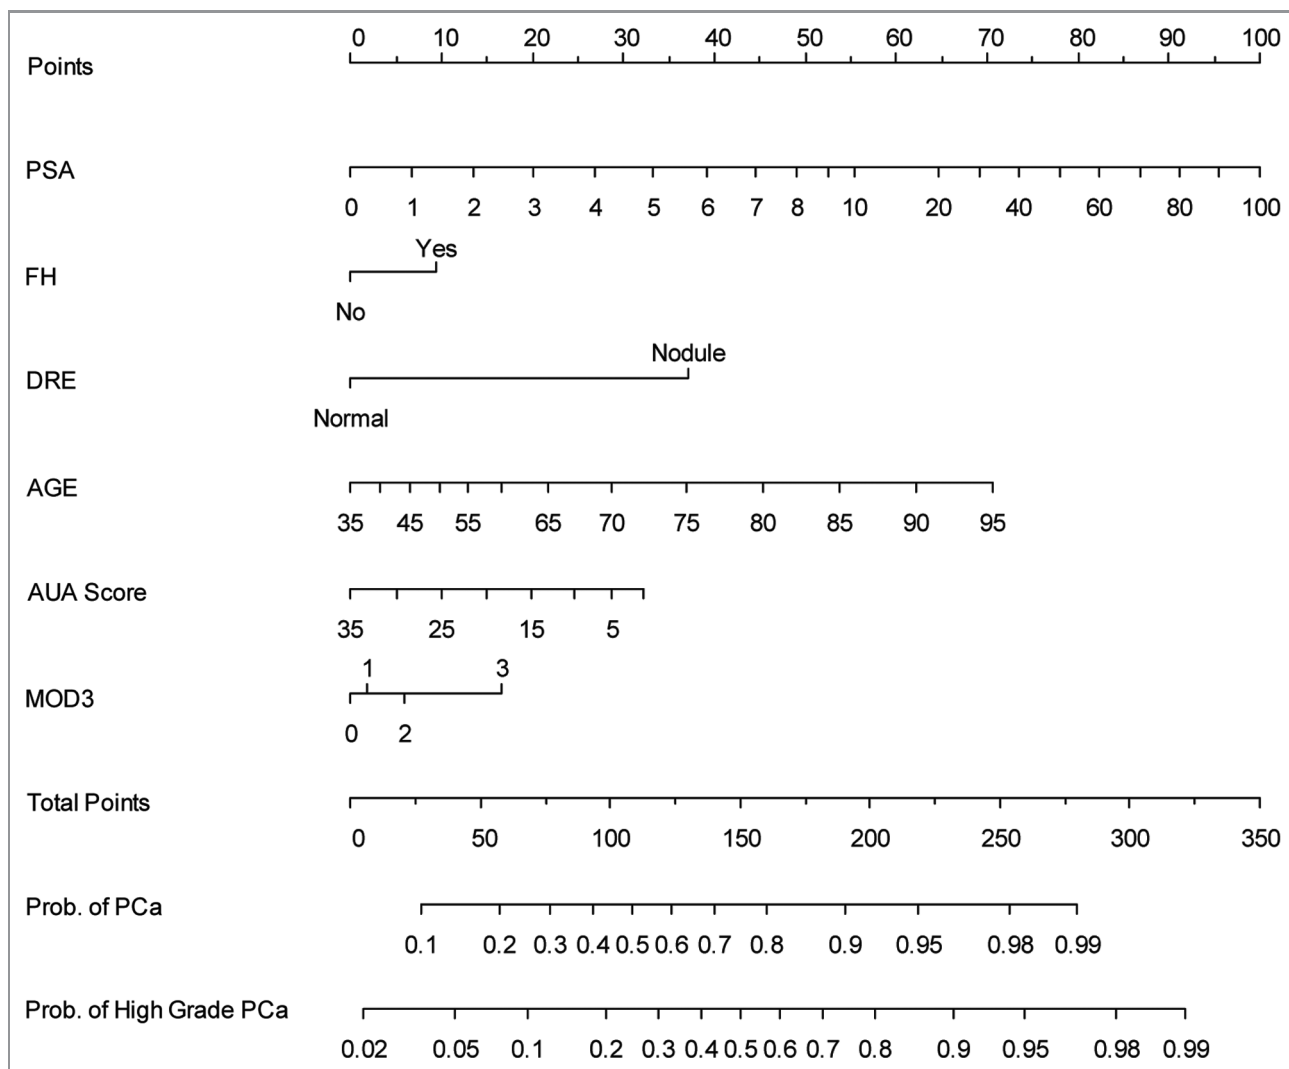 0 10 20 30 40 50 60 70 80 90 100
Points
PSA
0 1 2 3 4 5 6 7 8 10 20 40 60 80 100
Yes
FH
No
Nodule
DRE
Normal
AGE
35 45 55 65 70 75 80 85 90 95
AUA Score
35 25 15 5
1 3
MOD3
0 2
Total Points
0 50 100 150 200 250 300 350
Prob. of PCa
0.1 0.2 0.3 0.4 0.5 0.6 0.7 0.8 0.9 0.95 0.98 0.99
Prob. of High Grade PCa
0.02 0.05 0.1 0.2 0.3 0.4 0.5 0.6 0.7 0.8 0.9 0.95 0.98 0.99